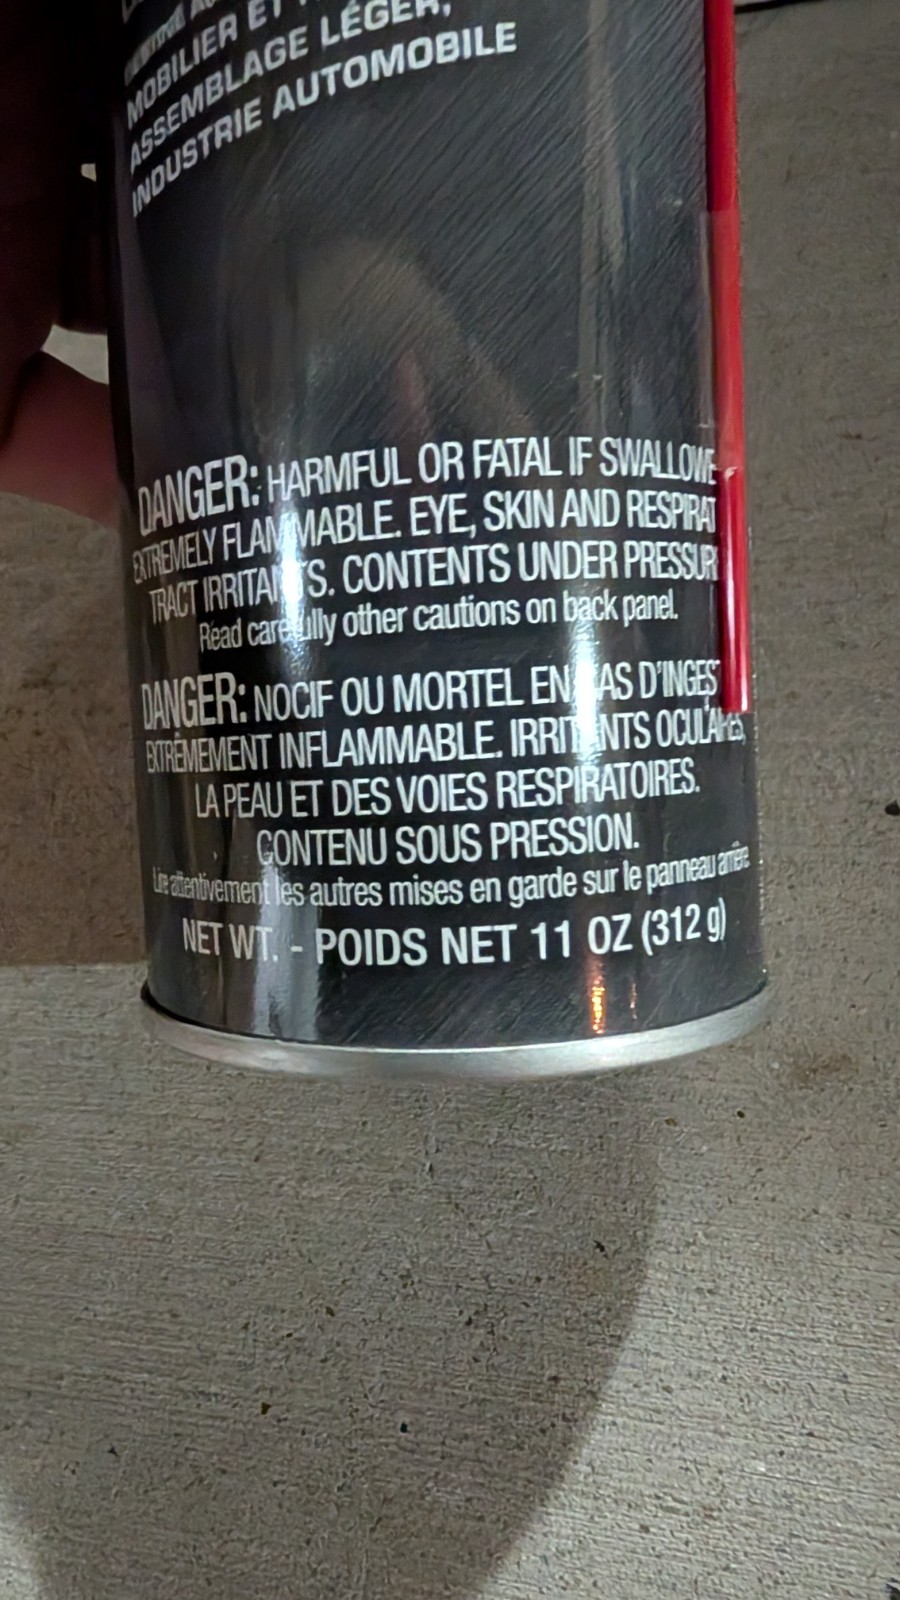 MOBILIER ET
ASSEMBLAGE LÉGER,
INDUSTRIE AUTOMOBILE
DANGER: HARMFUL OR FATAL IF SWALLOWE
EXTREMELY FLAMMABLE. EYE, SKIN AND RESPIRAT
TRACT IRRITANTS. CONTENTS UNDER PRESSUR
Read carefully other cautions on back panel.
DANGER: NOCIF OU MORTEL EN CAS D'INGEST
EXTRÊMEMENT INFLAMMABLE. IRRITANTS OCULAIRES,
LA PEAU ET DES VOIES RESPIRATOIRES.
CONTENU SOUS PRESSION.
Lire attentivement les autres mises en garde sur le panneau arrière.
NET WT. - POIDS NET 11 OZ (312 g)